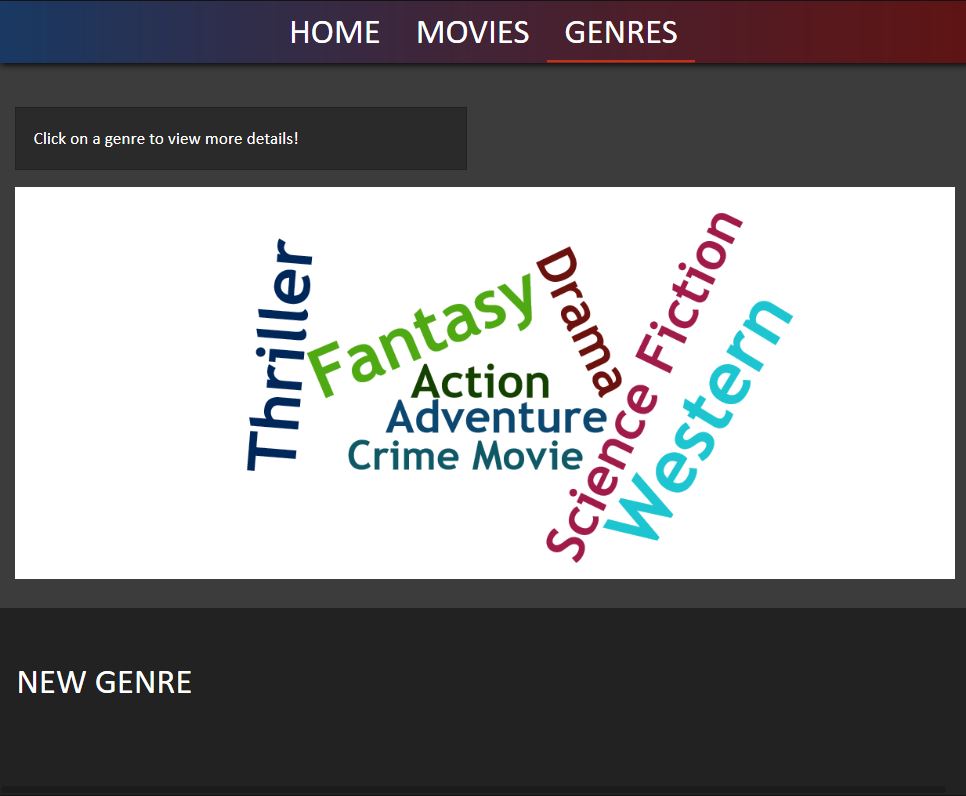 HOME MOVIES GENRES
Click on a genre to view more details!
Thriller
Fantasy
Drama
Science Fiction
Western
Action
Adventure
Crime Movie
NEW GENRE